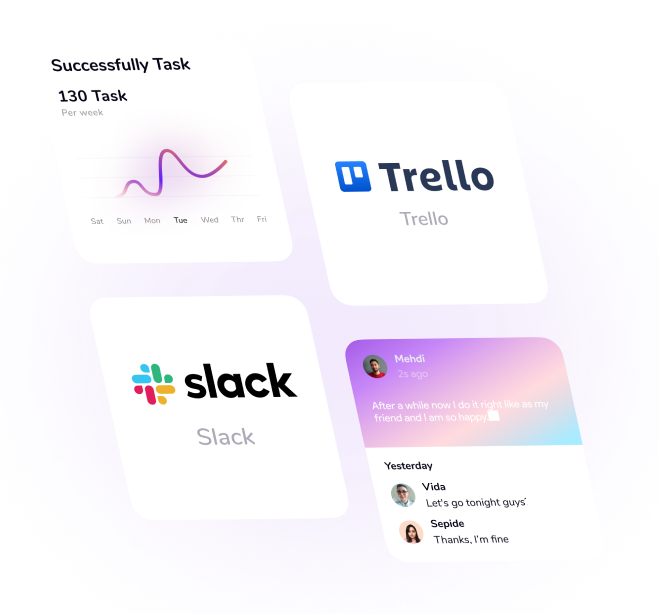 Successfully Task
130 Task
Per week
Sat Sun Mon Tue Wed Thr Fri
Trello
Trello
slack
Slack
Mehdi
2s ago
After a while now I do it right like as my
friend and I am so happy.
Yesterday
Vida
Let's go tonight guys'
Sepide
Thanks, I'm fine